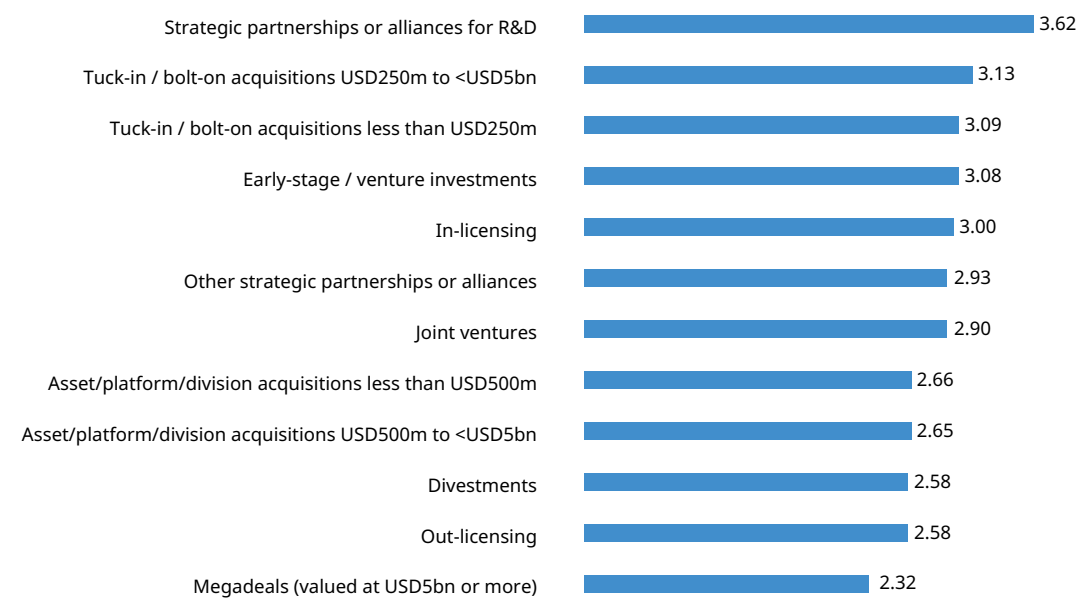 Strategic partnerships or alliances for R&D 3.62
Tuck-in / bolt-on acquisitions USD250m to <USD5bn 3.13
Tuck-in / bolt-on acquisitions less than USD250m 3.09
Early-stage / venture investments 3.08
In-licensing 3.00
Other strategic partnerships or alliances 2.93
Joint ventures 2.90
Asset/platform/division acquisitions less than USD500m 2.66
Asset/platform/division acquisitions USD500m to <USD5bn 2.65
Divestments 2.58
Out-licensing 2.58
Megadeals (valued at USD5bn or more) 2.32